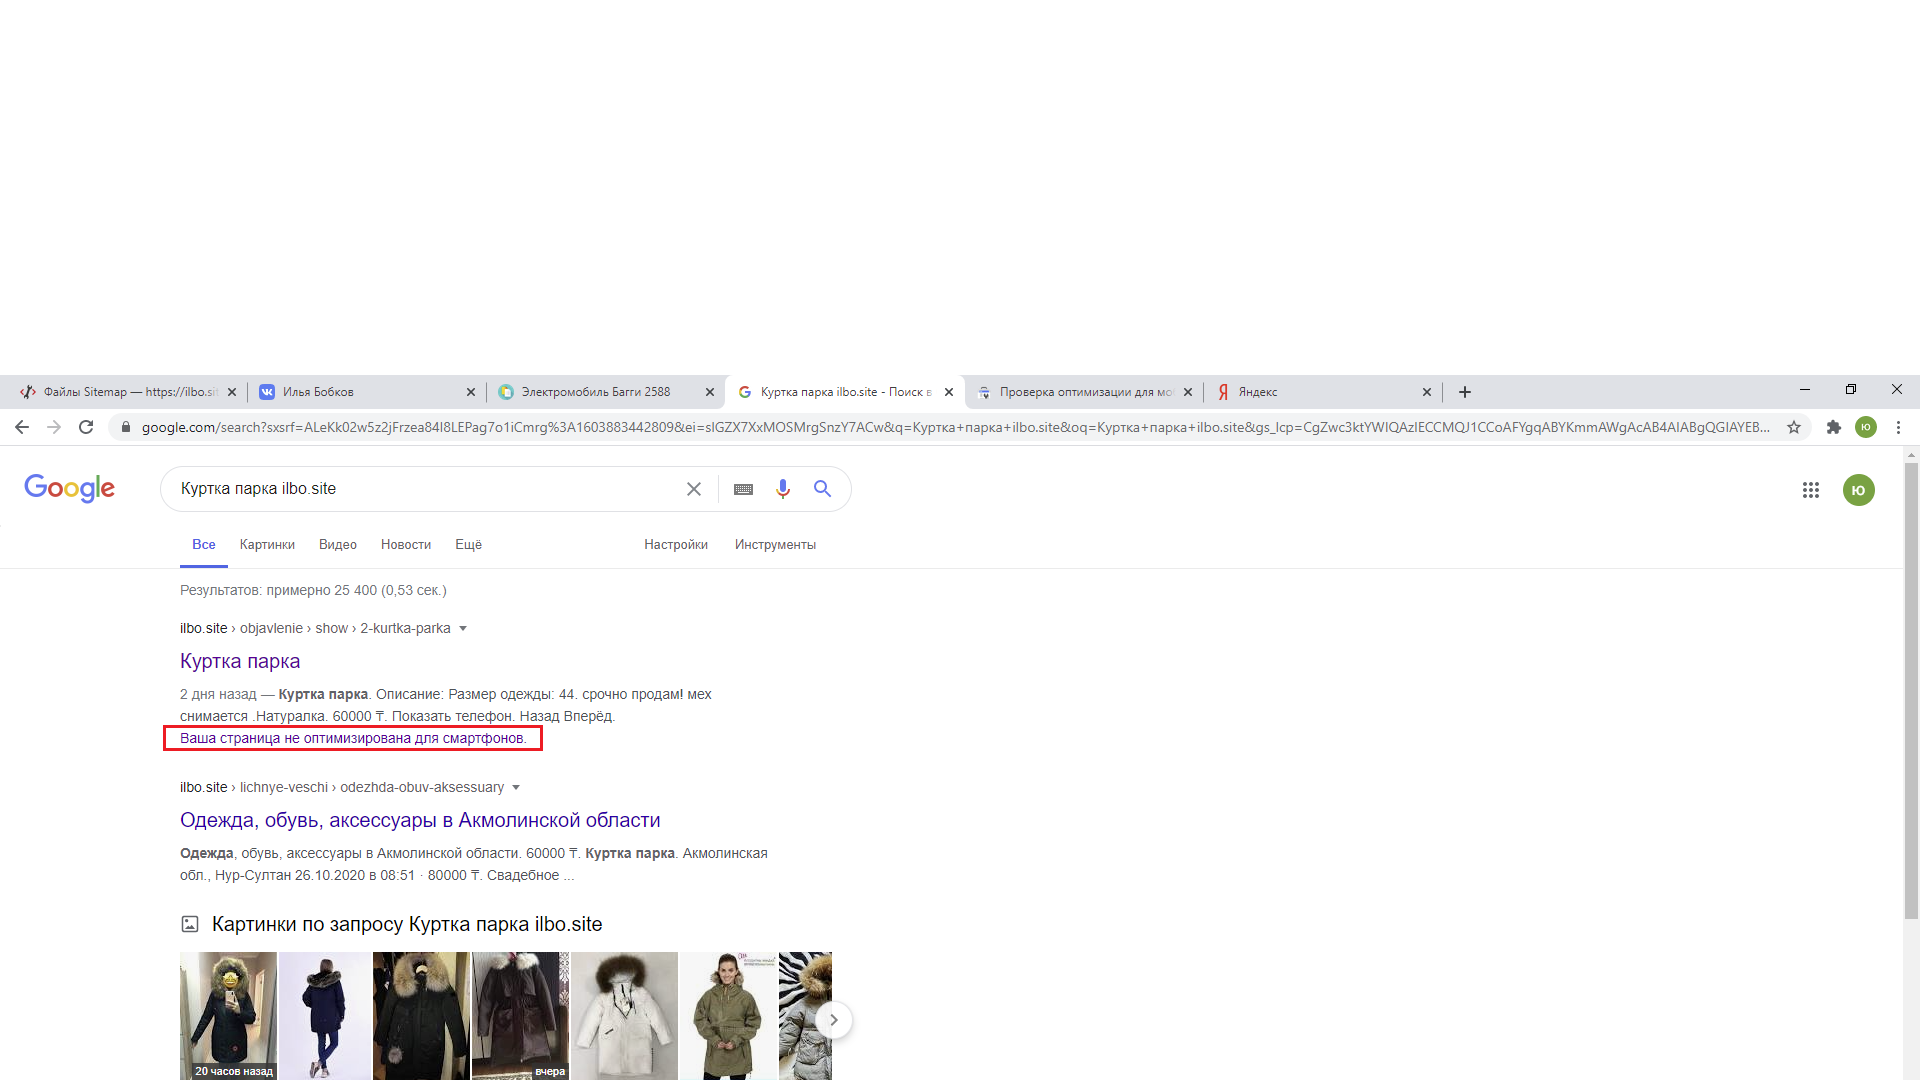 Файлы Sitemap — https://ilbo.sit
Илья Бобков
Электромобиль Багги 2588
Куртка парка ilbo.site - Поиск в
Проверка оптимизации для мо
Яндекс
google.com/search?sxsrf=ALeKk02w5z2jFrzea84l8LEPag7o1iCmrg%3A1603883442809&ei=slGZX7XxMOSMrgSnzY7ACw&q=Куртка+парка+ilbo.site&oq=Куртка+парка+ilbo.site&gs_lcp=CgZwc3ktYWIQAzIECCMQJ1CCoAFYgqABYKmmAWgAcAB4AIABgQGIAYEB...
ю
Google
Куртка парка ilbo.site
ю
Все Картинки Видео Новости Ещё Настройки Инструменты
Результатов: примерно 25 400 (0,53 сек.)
ilbo.site › objavlenie › show › 2-kurtka-parka
Куртка парка
2 дня назад — Куртка парка. Описание: Размер одежды: 44. срочно продам! мех
снимается .Натуралка. 60000 ₸. Показать телефон. Назад Вперёд.
Ваша страница не оптимизирована для смартфонов.
ilbo.site › lichnye-veschi › odezhda-obuv-aksessuary
Одежда, обувь, аксессуары в Акмолинской области
Одежда, обувь, аксессуары в Акмолинской области. 60000 ₸. Куртка парка. Акмолинская
обл., Нур-Султан 26.10.2020 в 08:51 · 80000 ₸. Свадебное ...
Картинки по запросу Куртка парка ilbo.site
20 часов назад
вчера